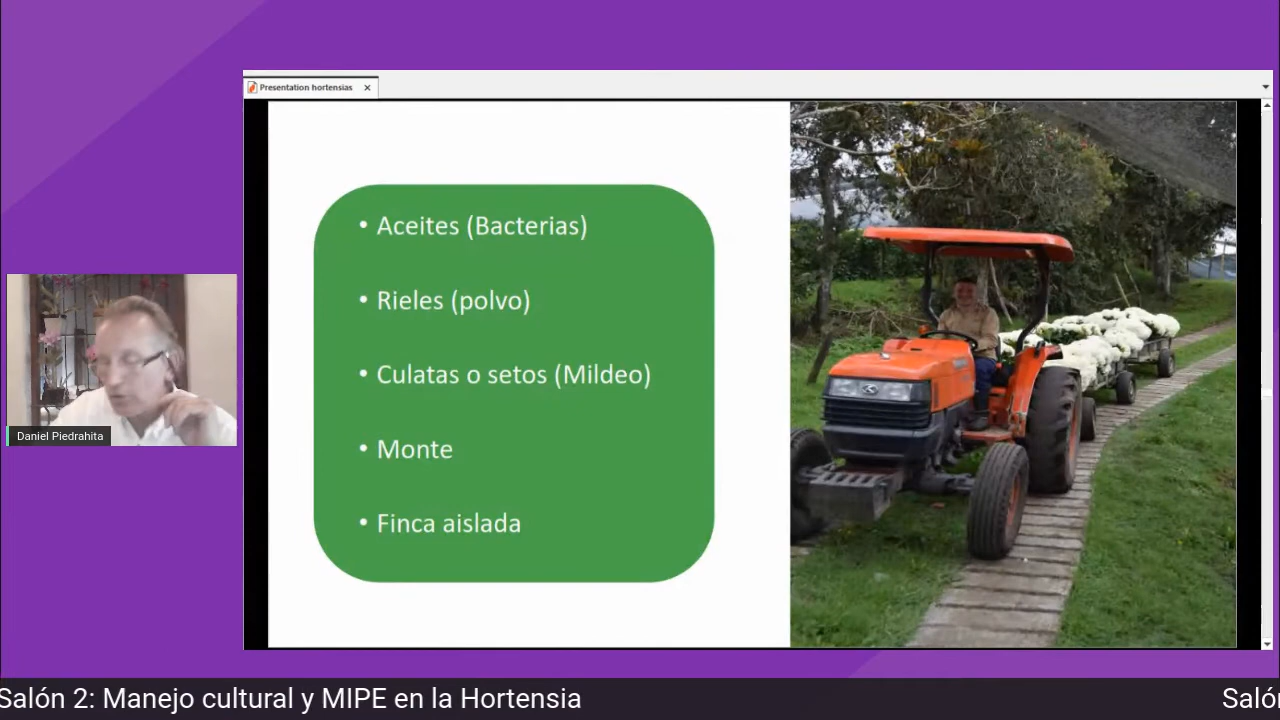 Presentation hortensias
• Aceites (Bacterias)
• Rieles (polvo)
• Culatas o setos (Mildeo)
• Monte
• Finca aislada
Daniel Piedrahita
Salón 2: Manejo cultural y MIPE en la Hortensia